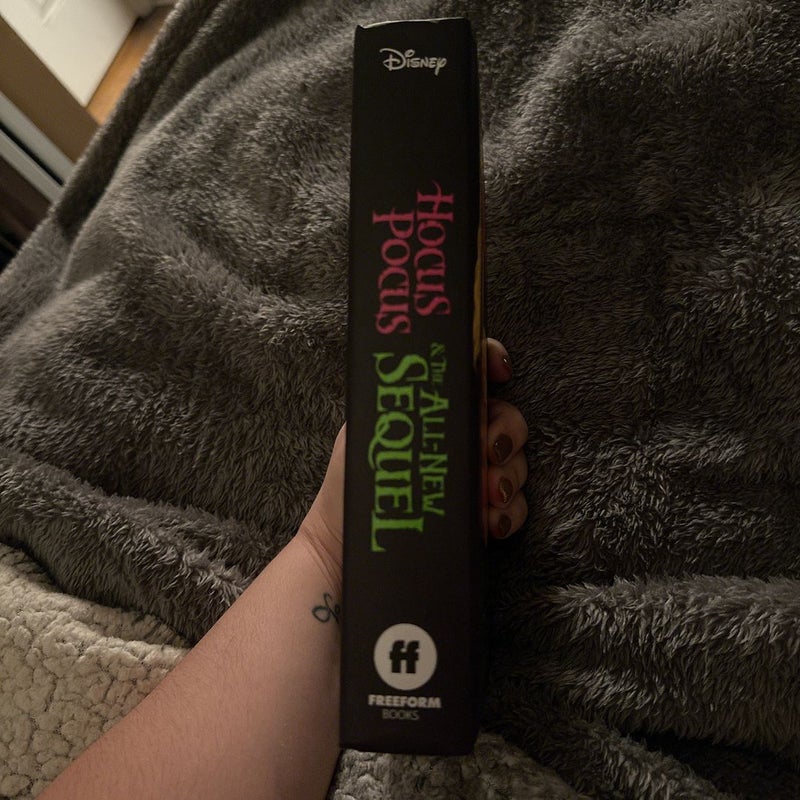 Disney
Hocus
Pocus
& The All-New
Sequel
ff
FREEFORM
BOOKS